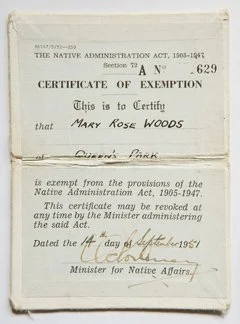 THE NATIVE ADMINISTRATION ACT, 1905-1947
Section 72
A No 629
CERTIFICATE OF EXEMPTION
This is to Certify
that MARY ROSE WOODS
of QUEEN'S PARK
is exempt from the provisions of the
Native Administration Act, 1905-1947.
This certificate may be revoked at
any time by the Minister administering
the said Act.
Dated the 14th day of September 1951
Minister for Native Affairs.